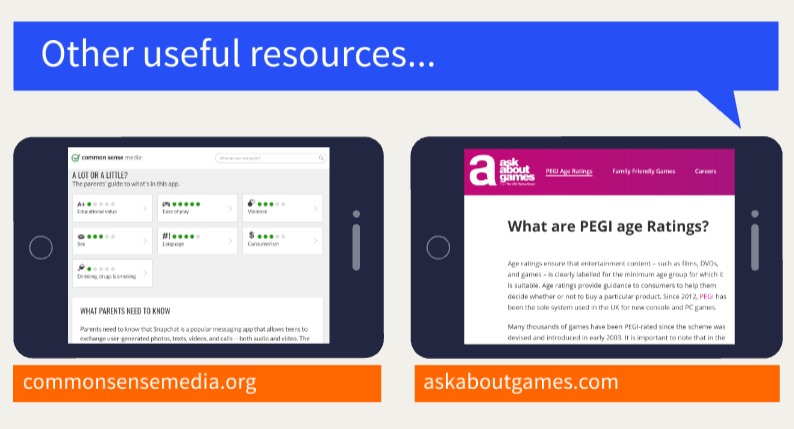 Other useful resources...
common sense media
A LOT OR A LITTLE?
The parents' guide to what's in this app.
A+
Educational value
Ease of play
Violence
Sex
#!
Language
$
Consumerism
Drinking, drugs & smoking
WHAT PARENTS NEED TO KNOW
Parents need to know that Snapchat is a popular messaging app that allows teens to
exchange user-generated photos, texts, videos, and calls -- both audio and video. The
commonsensemedia.org
a
ask
about
games
PEGI Age Ratings
Family Friendly Games
Careers
What are PEGI age Ratings?
Age ratings ensure that entertainment content – such as films, DVDs,
and games – is clearly labelled for the minimum age group for which it
is suitable. Age ratings provide guidance to consumers to help them
decide whether or not to buy a particular product. Since 2012, PEGI has
been the sole system used in the UK for new console and PC games.
Many thousands of games have been PEGI-rated since the scheme was
devised and introduced in early 2003. It is important to note that in the
askaboutgames.com